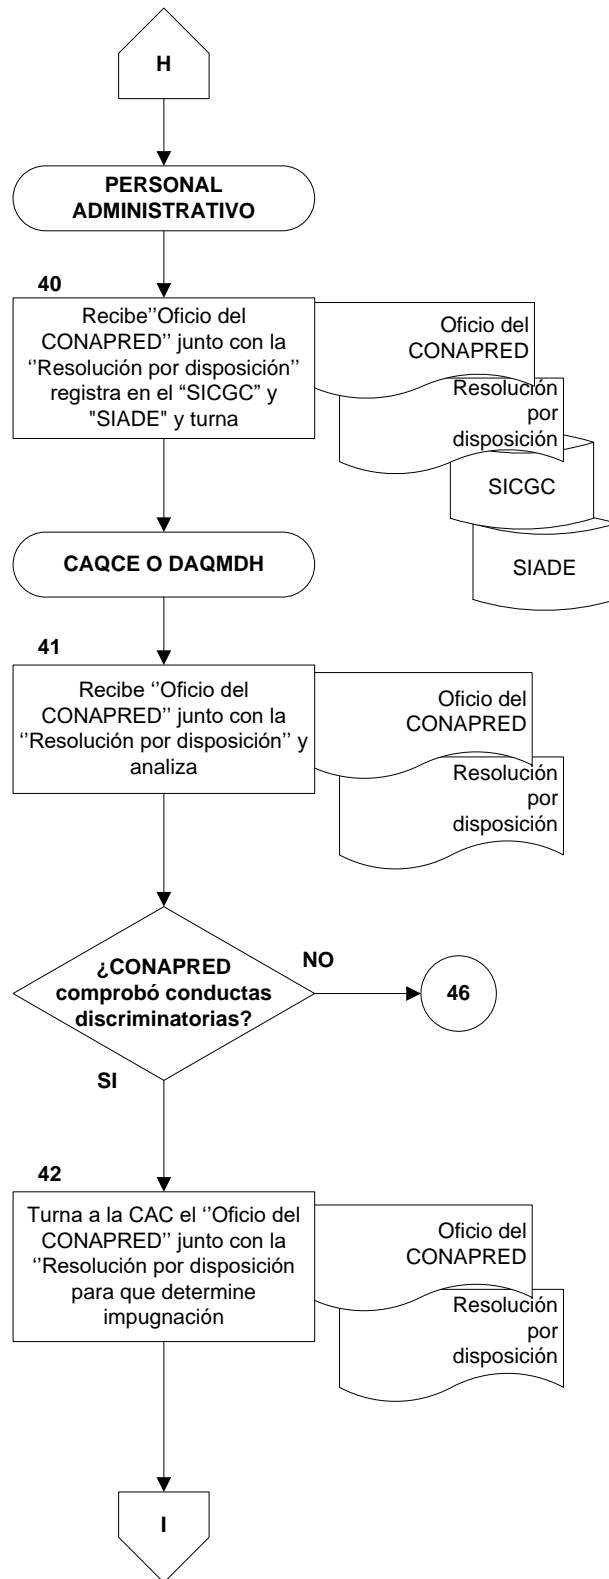 H
PERSONAL
ADMINISTRATIVO
40
Recibe''Oficio del
CONAPRED'' junto con la
''Resolución por disposición''
registra en el “SICGC” y
"SIADE" y turna
Oficio del
CONAPRED
Resolución
por
disposición
SICGC
SIADE
CAQCE O DAQMDH
41
Recibe ‘’Oficio del
CONAPRED’’ junto con la
‘’Resolución por disposición’’ y
analiza
Oficio del
CONAPRED
Resolución
por
disposición
¿CONAPRED
comprobó conductas
discriminatorias?
NO
46
SI
42
Turna a la CAC el ‘’Oficio del
CONAPRED’’ junto con la
‘’Resolución por disposición
para que determine
impugnación
Oficio del
CONAPRED
Resolución
por
disposición
I